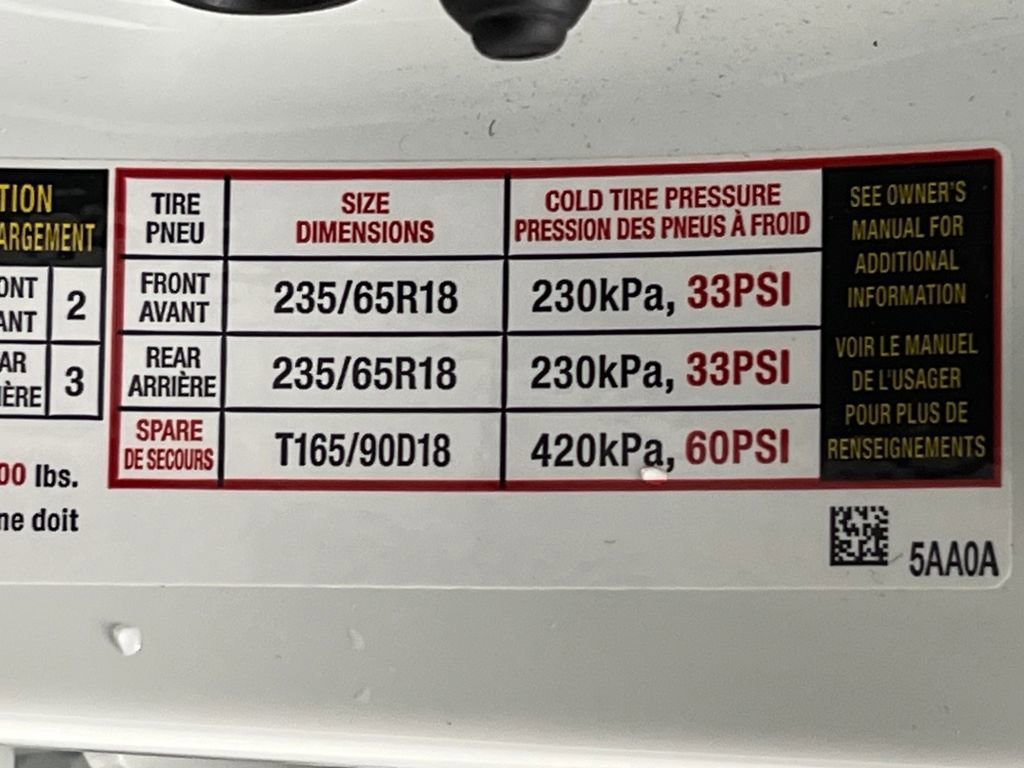 TION
ARGEMENT
ONT
ANT
2
AR
IÈRE
3
00 lbs.
ne doit
TIRE
PNEU
SIZE
DIMENSIONS
COLD TIRE PRESSURE
PRESSION DES PNEUS À FROID
FRONT
AVANT
235/65R18
230kPa, 33PSI
REAR
ARRIÈRE
235/65R18
230kPa, 33PSI
SPARE
DE SECOURS
T165/90D18
420kPa, 60PSI
SEE OWNER'S
MANUAL FOR
ADDITIONAL
INFORMATION
VOIR LE MANUEL
DE L'USAGER
POUR PLUS DE
RENSEIGNEMENTS
5AA0A